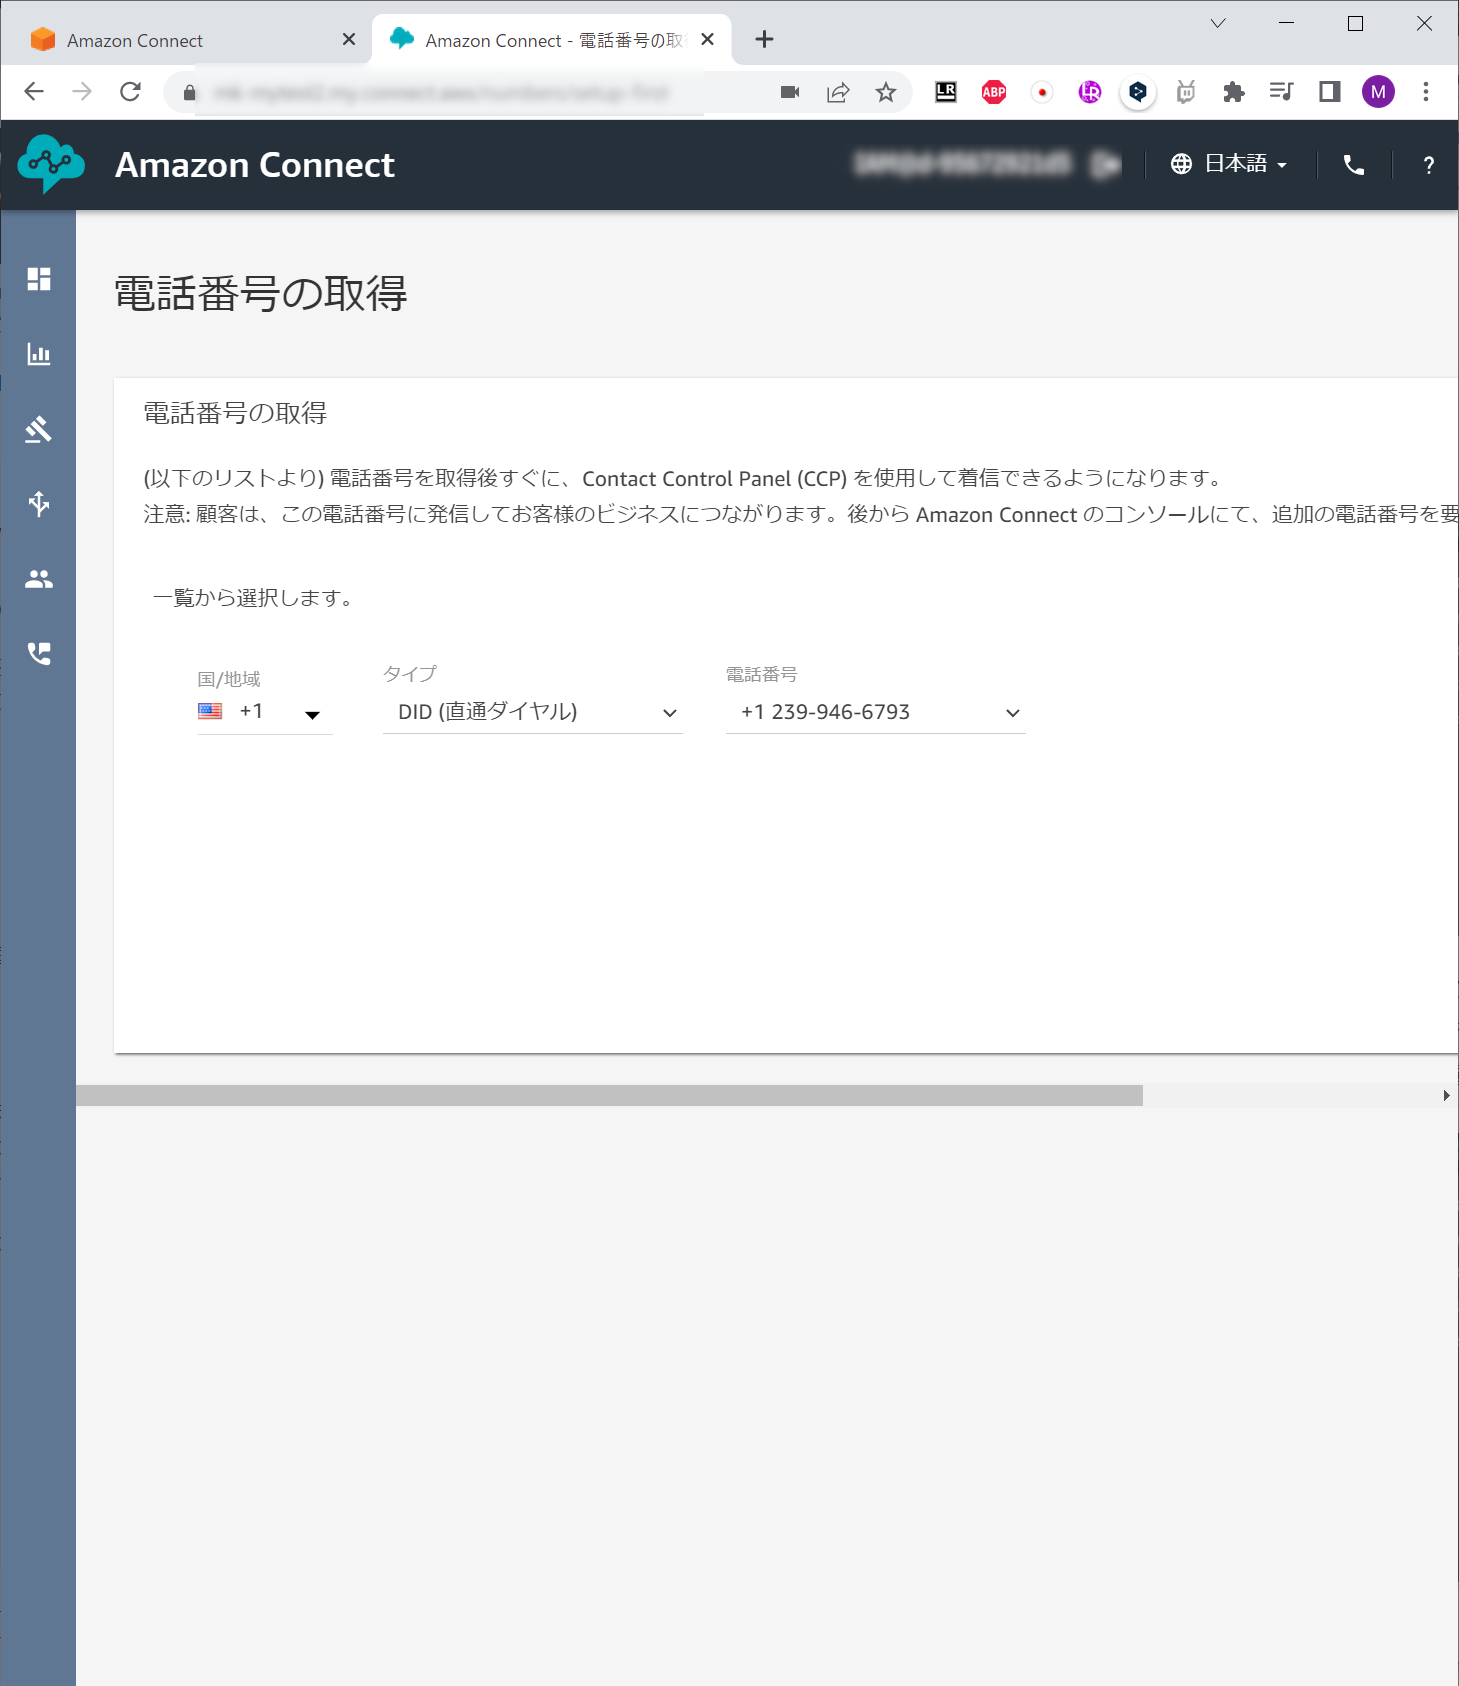 Amazon Connect
Amazon Connect - 電話番号の取
LR
ABP
LR
M
Amazon Connect
日本語
?
電話番号の取得
電話番号の取得
(以下のリストより) 電話番号を取得後すぐに、Contact Control Panel (CCP) を使用して着信できるようになります。
注意: 顧客は、この電話番号に発信してお客様のビジネスにつながります。後から Amazon Connect のコンソールにて、追加の電話番号を要
一覧から選択します。
国/地域
タイプ
電話番号
+1
DID (直通ダイヤル)
+1 239-946-6793